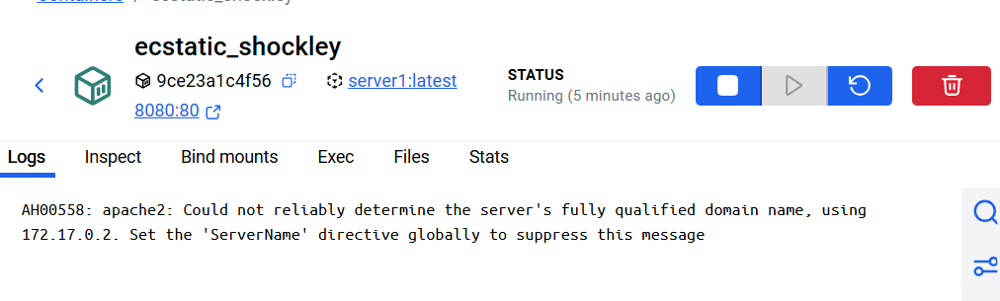 Containers / ecstatic_shockley
ecstatic_shockley
9ce23a1c4f56 server1:latest
8080:80
STATUS
Running (5 minutes ago)
Logs Inspect Bind mounts Exec Files Stats
AH00558: apache2: Could not reliably determine the server's fully qualified domain name, using
172.17.0.2. Set the 'ServerName' directive globally to suppress this message